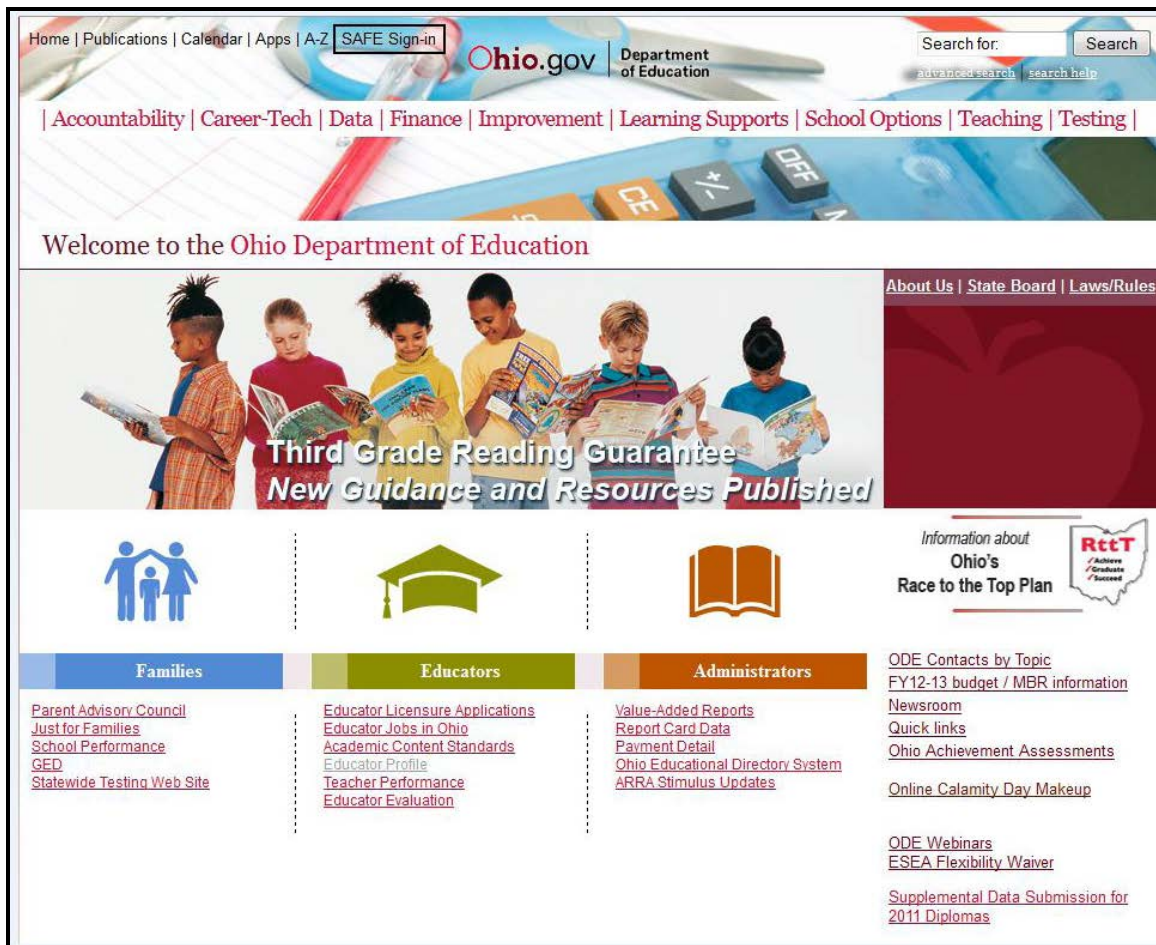 Home | Publications | Calendar | Apps | A-Z SAFE Sign-in
Ohio.gov
Department
of Education
Search for:
Search
advanced search | search help
| Accountability | Career-Tech | Data | Finance | Improvement | Learning Supports | School Options | Teaching | Testing |
OFF
+/-
CE
Welcome to the Ohio Department of Education
About Us | State Board | Laws/Rules
Third Grade Reading Guarantee
New Guidance and Resources Published
Information about
Ohio's
Race to the Top Plan
RttT
Achieve
Graduate
Succeed
Families
Parent Advisory Council
Just for Families
School Performance
GED
Statewide Testing Web Site
Educators
Educator Licensure Applications
Educator Jobs in Ohio
Academic Content Standards
Educator Profile
Teacher Performance
Educator Evaluation
Administrators
Value-Added Reports
Report Card Data
Payment Detail
Ohio Educational Directory System
ARRA Stimulus Updates
ODE Contacts by Topic
FY12-13 budget / MBR information
Newsroom
Quick links
Ohio Achievement Assessments
Online Calamity Day Makeup
ODE Webinars
ESEA Flexibility Waiver
Supplemental Data Submission for
2011 Diplomas